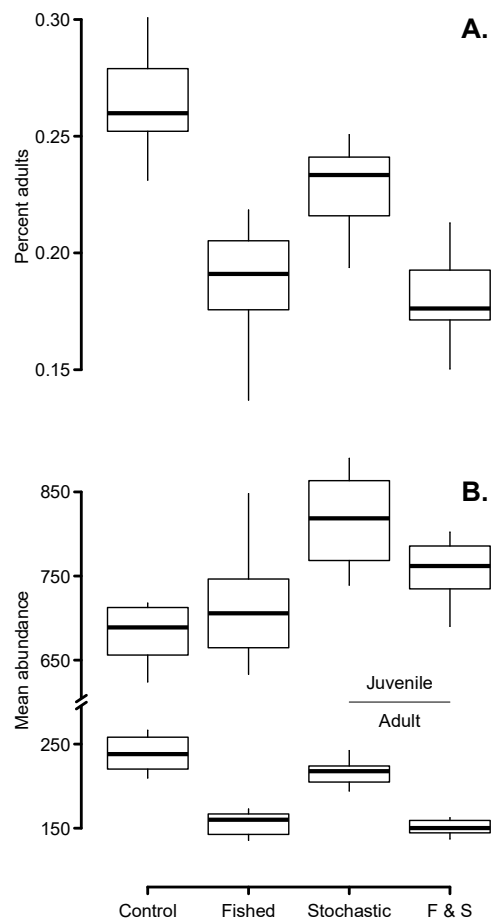 A.
0.30
0.25
0.20
0.15
Percent adults
B.
850
750
650
250
150
Mean abundance
Juvenile
Adult
Control Fished Stochastic F & S